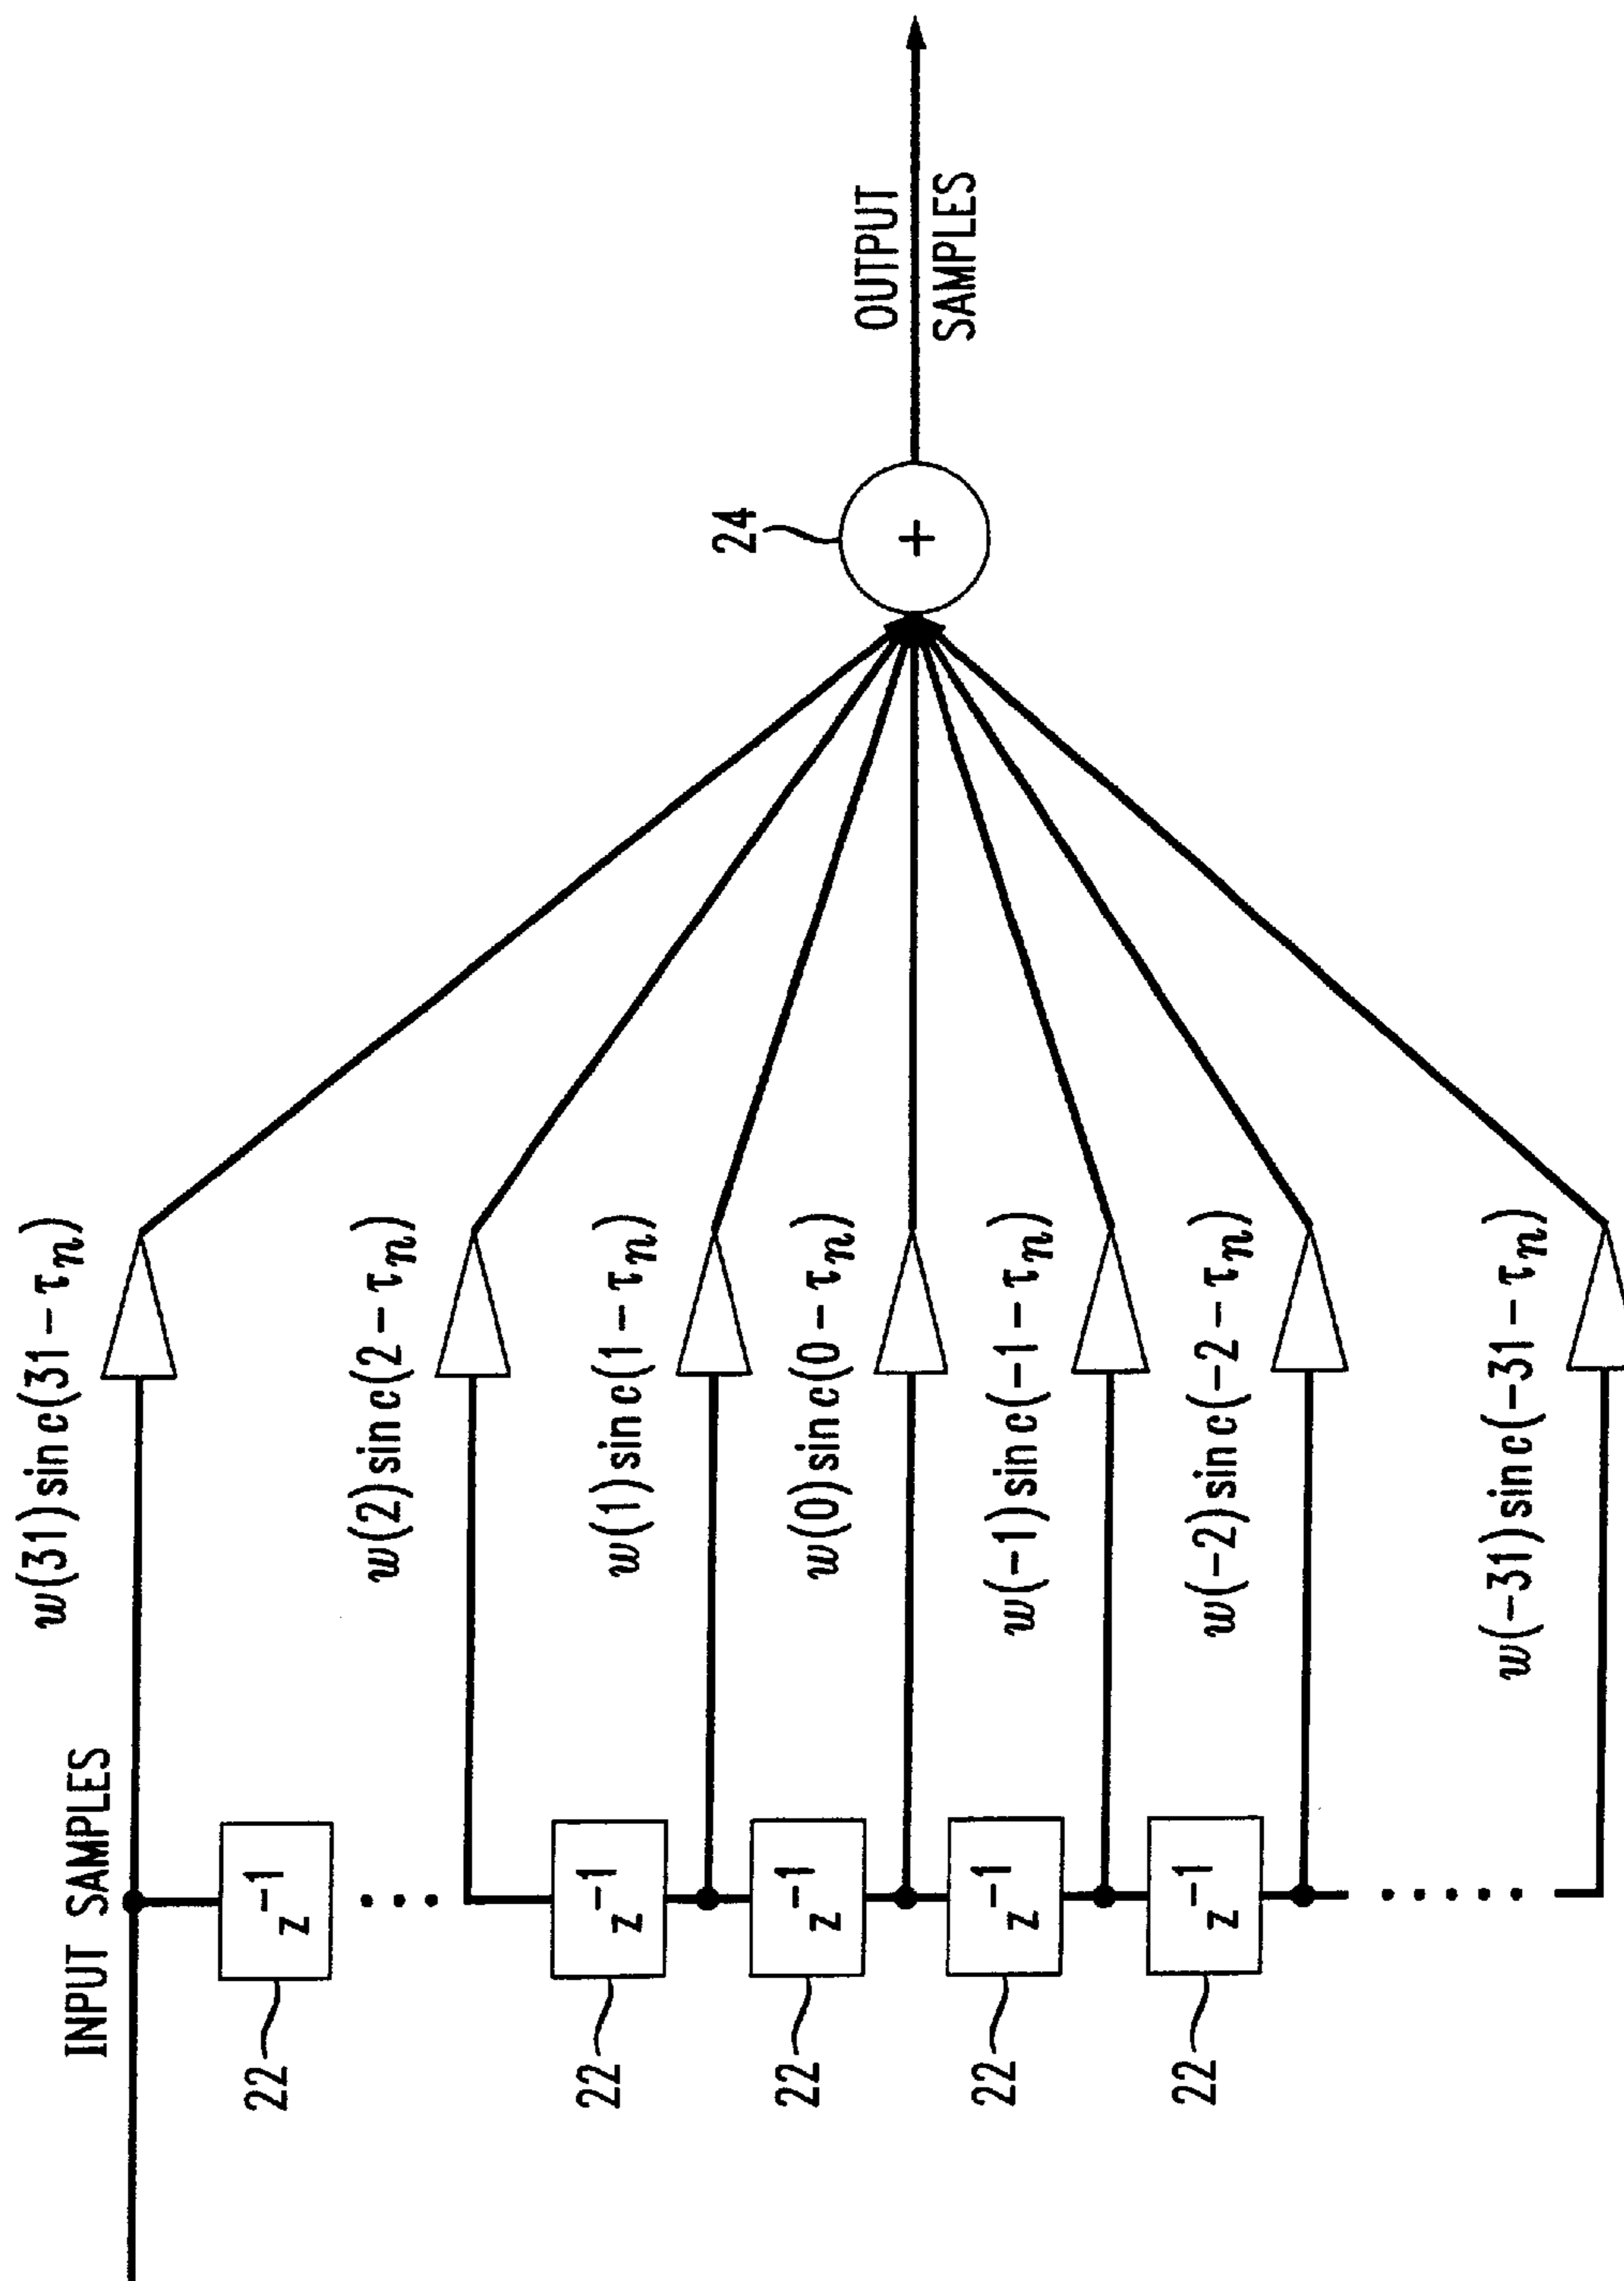 INPUT SAMPLES
w(31)sinc(31−τn)
22
z−1
w(2)sinc(2−τn)
22
z−1
w(1)sinc(1−τn)
22
z−1
w(0)sinc(0−τn)
22
z−1
w(−1)sinc(−1−τn)
22
z−1
w(−2)sinc(−2−τn)
w(−31)sinc(−31−τn)
24
+
OUTPUT
SAMPLES